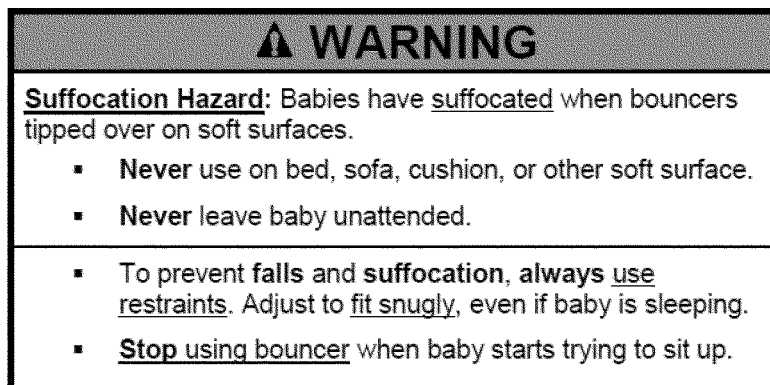 ⚠ WARNING
Suffocation Hazard: Babies have suffocated when bouncers
tipped over on soft surfaces.
▪ Never use on bed, sofa, cushion, or other soft surface.
▪ Never leave baby unattended.
▪ To prevent falls and suffocation, always use
restraints. Adjust to fit snugly, even if baby is sleeping.
▪ Stop using bouncer when baby starts trying to sit up.